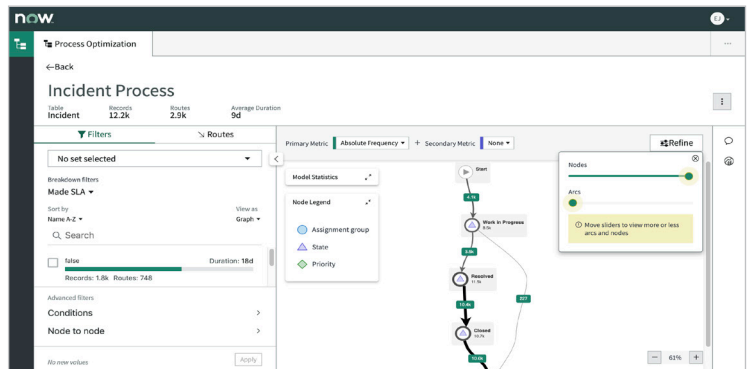 now.
EJ
Process Optimization
←Back
Incident Process
Table Records Routes Average Duration
Incident 12.2k 2.9k 9d
Filters Routes
No set selected
Breakdown filters
Made SLA
Sort by View as
Name A-Z Graph
Search
false Duration: 18d
Records: 1.8k Routes: 748
Advanced filters
Conditions
Node to node
No new values Apply
Primary Metric Absolute Frequency + Secondary Metric None Refine
Model Statistics
Node Legend
Assignment group
State
Priority
Start
Work in Progress
Resolved
Closed
227
10.4k
Nodes
Arcs
Move sliders to view more or less
arcs and nodes
61%